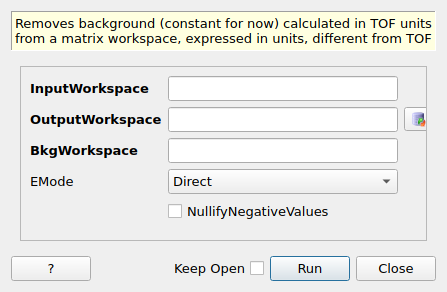 Removes background (constant for now) calculated in TOF units
from a matrix workspace, expressed in units, different from TOF
InputWorkspace
OutputWorkspace
BkgWorkspace
EMode Direct
NullifyNegativeValues
? Keep Open Run Close